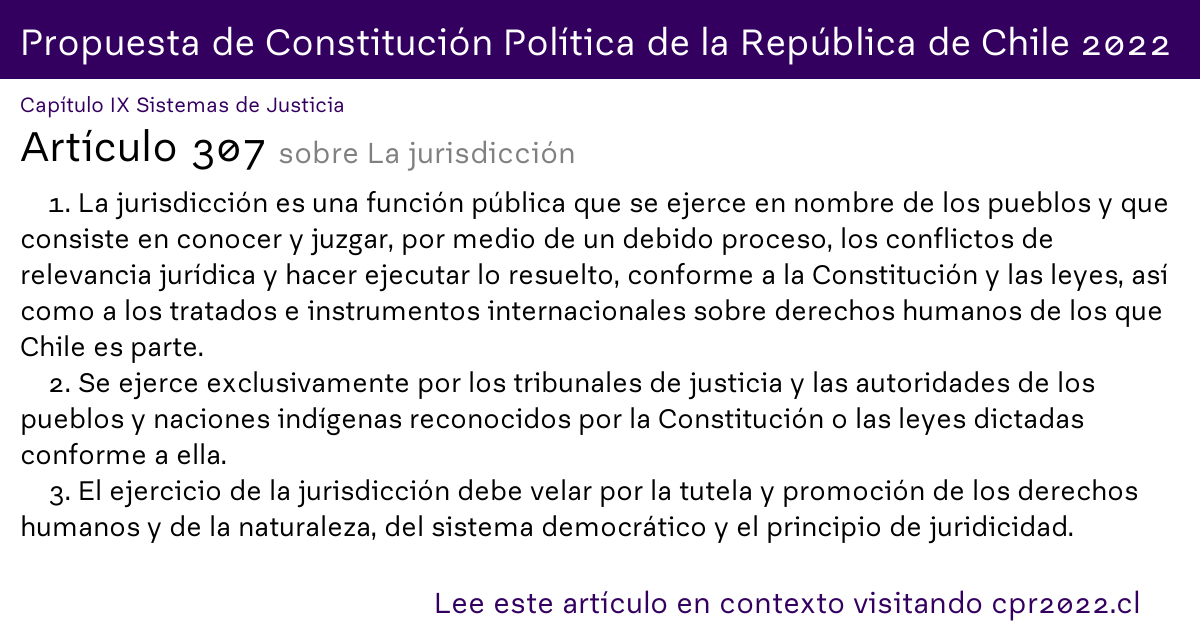 Propuesta de Constitución Política de la República de Chile 2022
Capítulo IX Sistemas de Justicia
Artículo 307 sobre La jurisdicción
1. La jurisdicción es una función pública que se ejerce en nombre de los pueblos y que
consiste en conocer y juzgar, por medio de un debido proceso, los conflictos de
relevancia jurídica y hacer ejecutar lo resuelto, conforme a la Constitución y las leyes, así
como a los tratados e instrumentos internacionales sobre derechos humanos de los que
Chile es parte.
2. Se ejerce exclusivamente por los tribunales de justicia y las autoridades de los
pueblos y naciones indígenas reconocidos por la Constitución o las leyes dictadas
conforme a ella.
3. El ejercicio de la jurisdicción debe velar por la tutela y promoción de los derechos
humanos y de la naturaleza, del sistema democrático y el principio de juridicidad.
Lee este artículo en contexto visitando cpr2022.cl